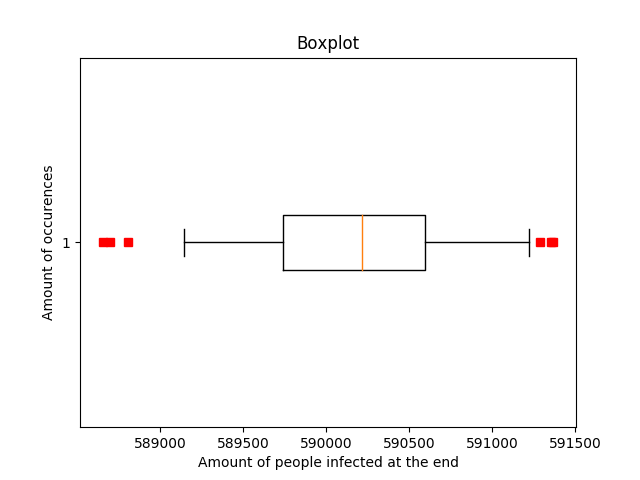 Boxplot
Amount of occurences
1
589000 589500 590000 590500 591000 591500
Amount of people infected at the end